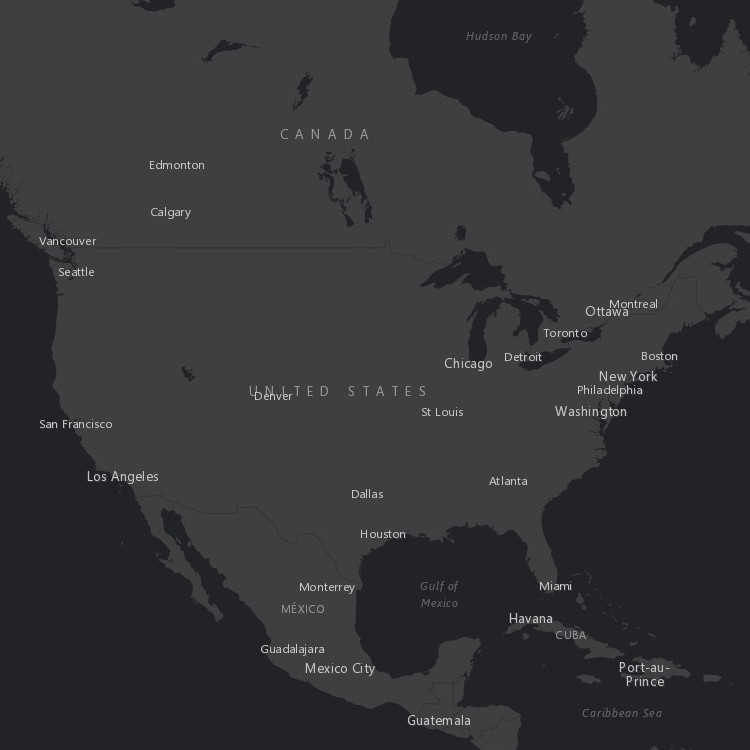 Hudson Bay
CANADA
Edmonton
Calgary
Vancouver
Seattle
Montreal
Ottawa
Toronto
Boston
Detroit
Chicago
New York
Philadelphia
UNITED STATES
Denver
St Louis
Washington
San Francisco
Los Angeles
Atlanta
Dallas
Houston
Gulf of
Mexico
Miami
Monterrey
MÉXICO
Havana
CUBA
Guadalajara
Mexico City
Port-au-
Prince
Caribbean Sea
Guatemala